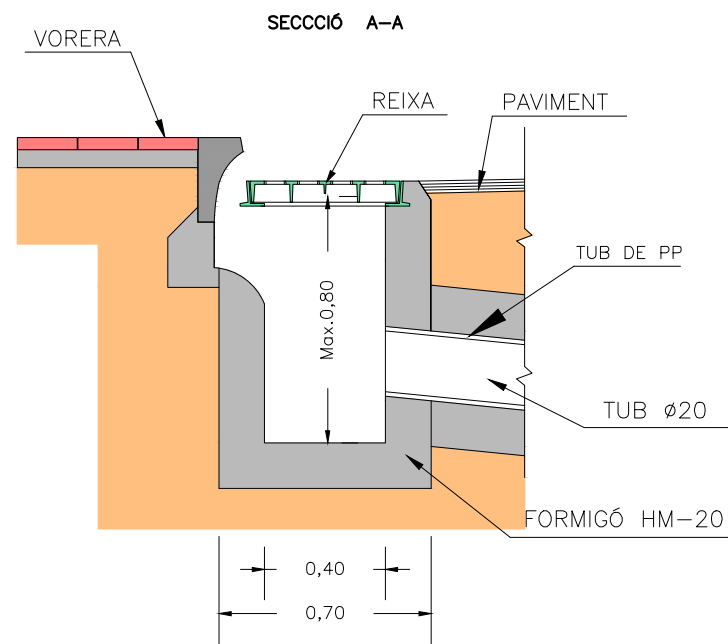 SECCCIÓ A-A
VORERA
REIXA
PAVIMENT
TUB DE PP
Max.0,80
TUB Ø20
FORMIGÓ HM-20
0,40
0,70